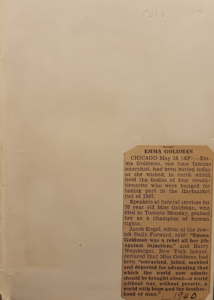 EMMA GOLDMAN
CHICAGO May 18 (AP).—Em-
ma Goldman, one time famous
anarchist, had been buried today
as she wished, in earth which
held the bodies of four revolu-
tionaries who were hanged for
taking part in the Haymarket
riot of 1887.
Speakers at funeral services for
70 year old Miss Goldman, who
died in Toronto Monday, praised
her as a champion of human
rights.
Jacob Siegel, editor of the Jew-
ish Daily Forward, said "Emma
Goldman was a rebel all her life
against injustices," and Harry
Weinberger, New York lawyer,
declared that Miss Goldman had
been "ostracized, jailed, mobbed
and deported for advocating that
which the world now admits
should be brought about—a world
without war, without poverty, a
world with hope and the brother-
hood of man."
1940